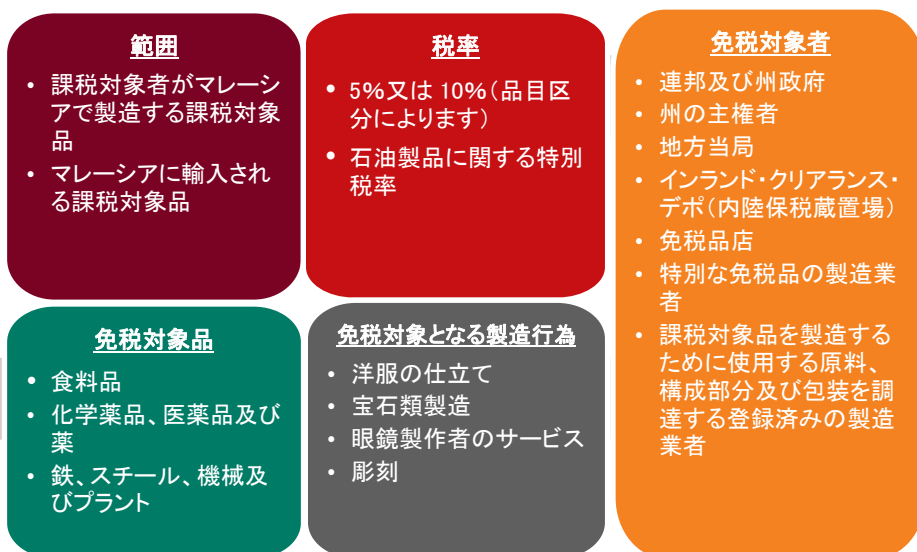 範囲
• 課税対象者がマレーシ
アで製造する課税対象
品
• マレーシアに輸入され
る課税対象品
税率
• 5%又は 10%(品目区
分によります)
• 石油製品に関する特別
税率
免税対象者
• 連邦及び州政府
• 州の主権者
• 地方当局
• インランド・クリアランス・
デポ(内陸保税蔵置場)
• 免税品店
• 特別な免税品の製造業
者
• 課税対象品を製造する
ために使用する原料、
構成部分及び包装を調
達する登録済みの製造
業者
免税対象品
• 食料品
• 化学薬品、医薬品及び
薬
• 鉄、スチール、機械及
びプラント
免税対象となる製造行為
• 洋服の仕立て
• 宝石類製造
• 眼鏡製作者のサービス
• 彫刻